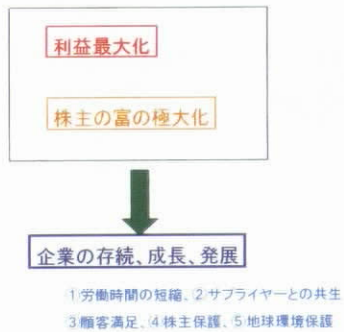 利益最大化
株主の富の極大化
企業の存続、成長、発展
①労働時間の短縮、②サプライヤーとの共生
③顧客満足、④株主保護、⑤地球環境保護